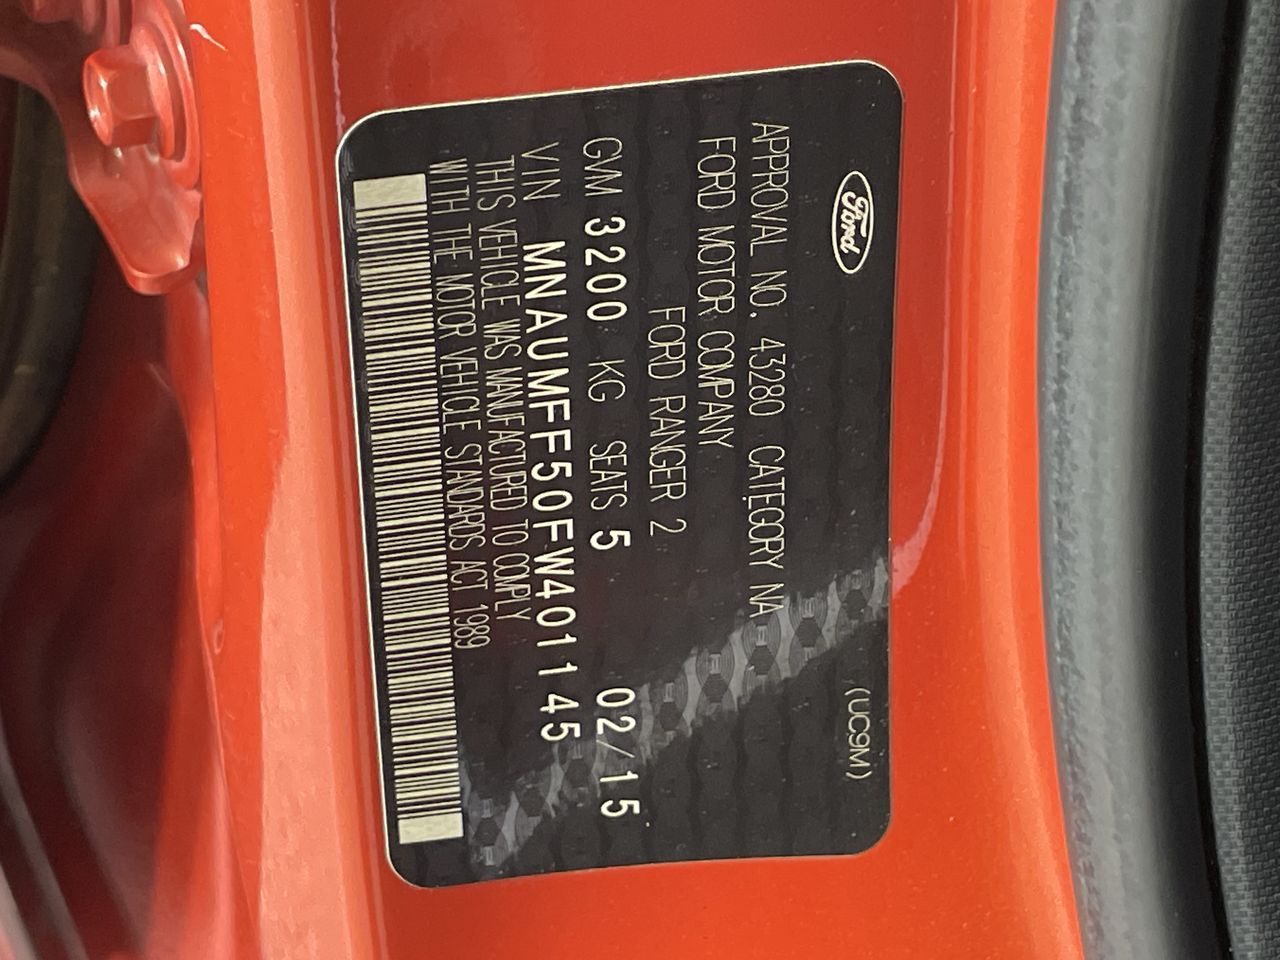 Ford
(UC9M)
APPROVAL NO. 43280 CATEGORY NA
FORD MOTOR COMPANY
FORD RANGER 2
GVM 3200 KG SEATS 5 02/15
VIN MNAUMFF50FW401145
THIS VEHICLE WAS MANUFACTURED TO COMPLY
WITH THE MOTOR VEHICLE STANDARDS ACT 1989